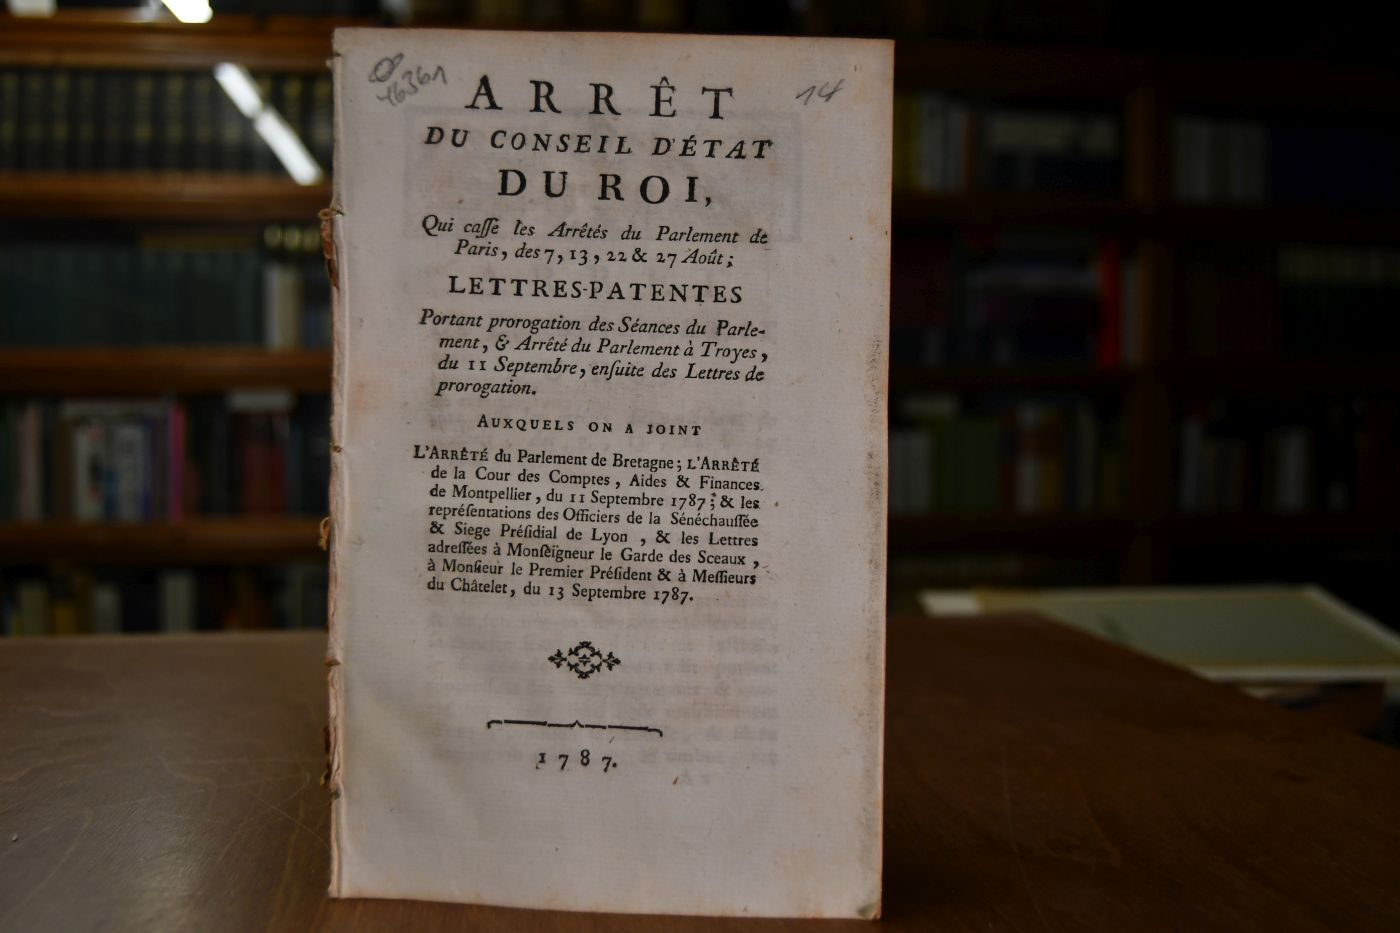 16361
14
ARRÊT
DU CONSEIL D'ÉTAT
DU ROI,
Qui caſſe les Arrêtés du Parlement de
Paris, des 7, 13, 22 & 27 Août;
LETTRES-PATENTES
Portant prorogation des Séances du Parle-
ment, & Arrêté du Parlement à Troyes,
du 11 Septembre, enſuite des Lettres de
prorogation.
AUXQUELS ON A JOINT
L'ARRÊTÉ du Parlement de Bretagne; L'ARRÊTÉ
de la Cour des Comptes, Aides & Finances
de Montpellier, du 11 Septembre 1787; & les
repréſentations des Officiers de la Sénéchauſſée
& Siege Préſidial de Lyon, & les Lettres
adreſſées à Monſeigneur le Garde des Sceaux,
à Monſieur le Premier Préſident & à Meſſieurs
du Châtelet, du 13 Septembre 1787.
1787.